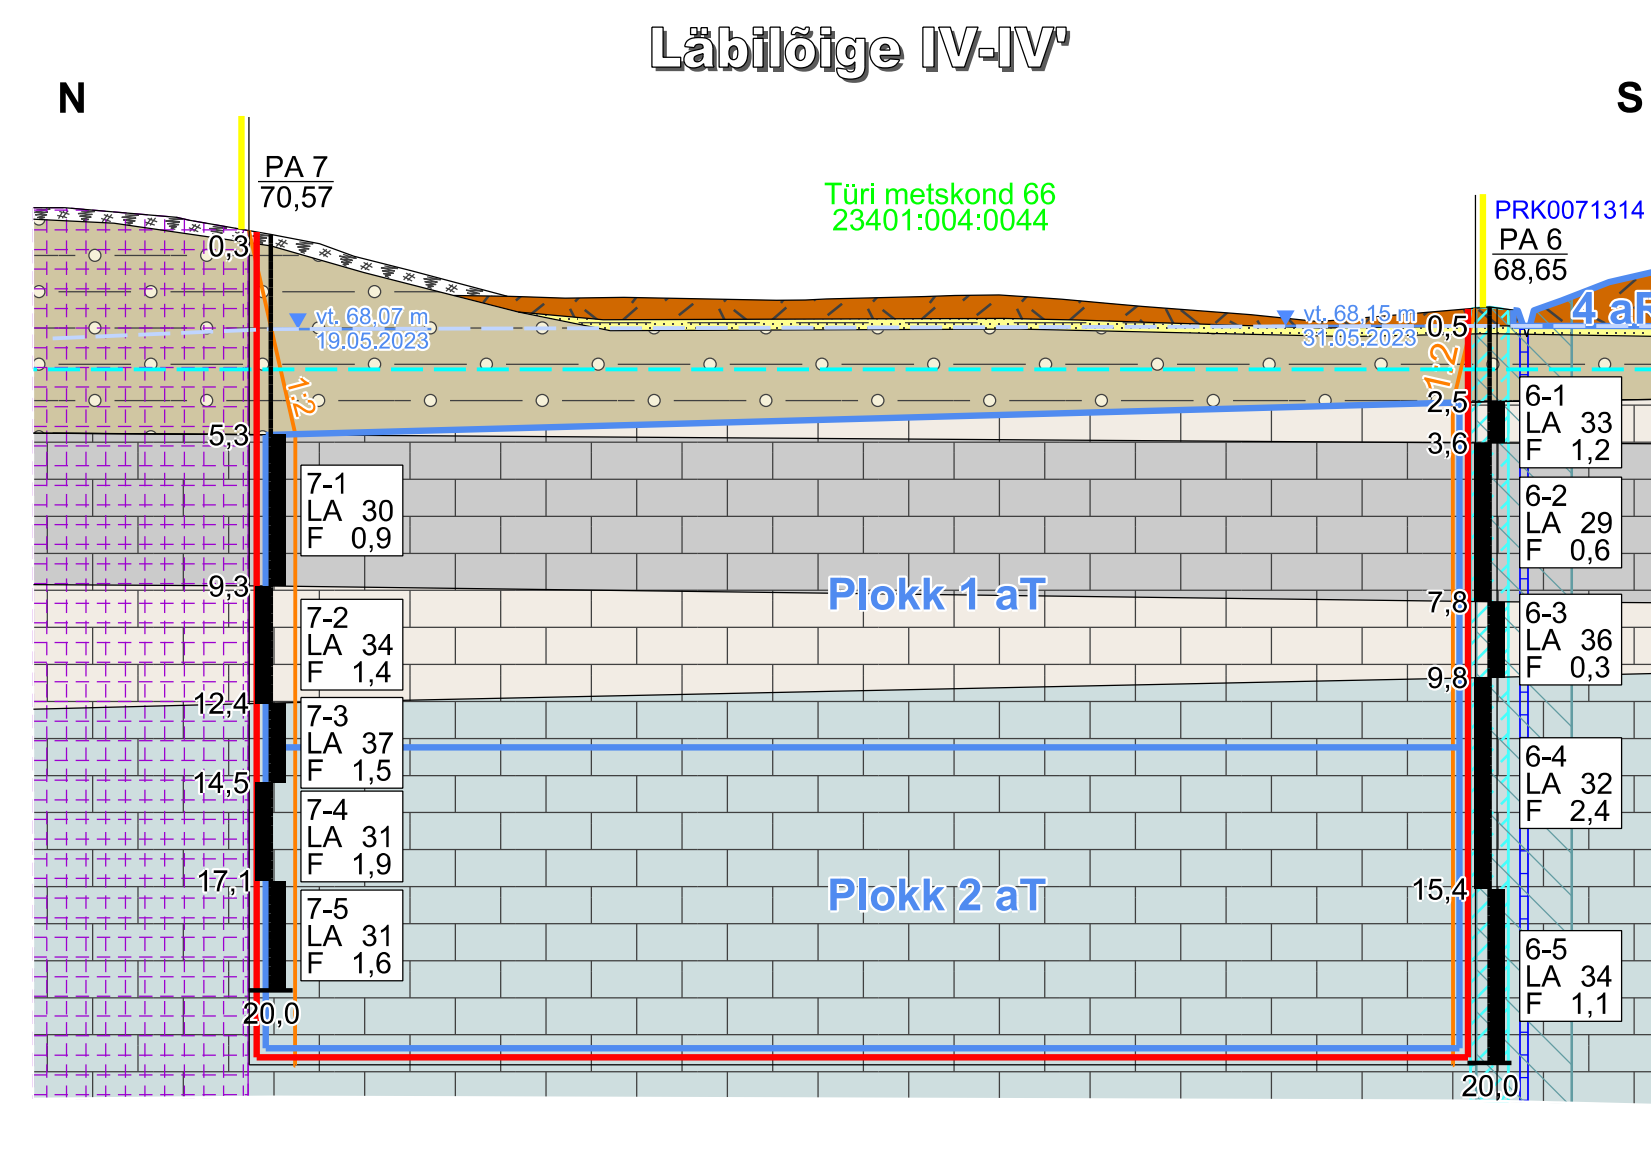 Läbilõige IV-IV'
N
S
PA 7
70,57
Türi metskond 66
23401:004:0044
PRK0071314
PA 6
68,65
0,3
vt. 68,07 m
19.05.2023
vt. 68,15 m
31.05.2023
4 aR
0,5
1:2
1:2
2,5
5,3
3,6
6-1
LA 33
F 1,2
7-1
LA 30
F 0,9
6-2
LA 29
F 0,6
9,3
Plokk 1 aT
7,8
7-2
LA 34
F 1,4
6-3
LA 36
F 0,3
9,8
12,4
7-3
LA 37
F 1,5
6-4
LA 32
F 2,4
14,5
7-4
LA 31
F 1,9
17,1
Plokk 2 aT
15,4
7-5
LA 31
F 1,6
6-5
LA 34
F 1,1
20,0
20,0